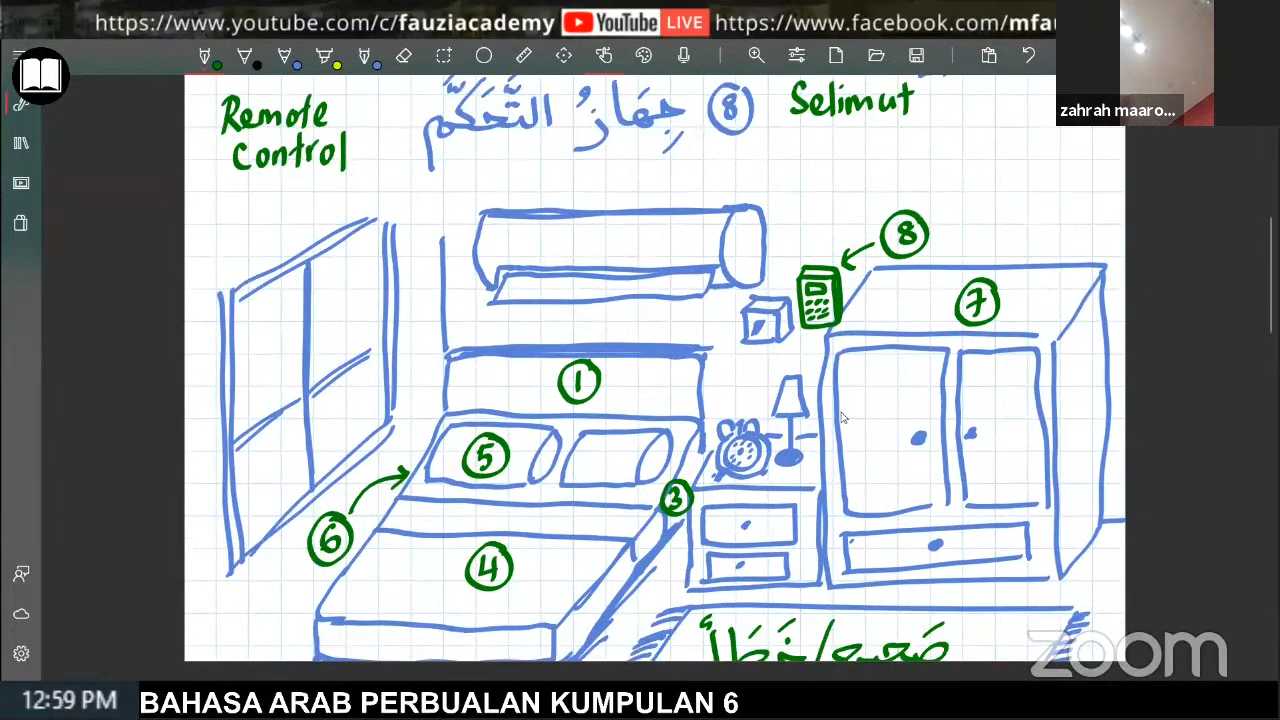 https://www.youtube.com/c/fauziacademy YouTube LIVE https://www.facebook.com/mfau
zahrah maaro...
Selimut
⑧ جِهَازُ التَّحَكُّمِ
Remote
Control
8
7
1
5
3
6
4
صَحِيح/خَطَأٌ
zoom
12:59 PM BAHASA ARAB PERBUALAN KUMPULAN 6